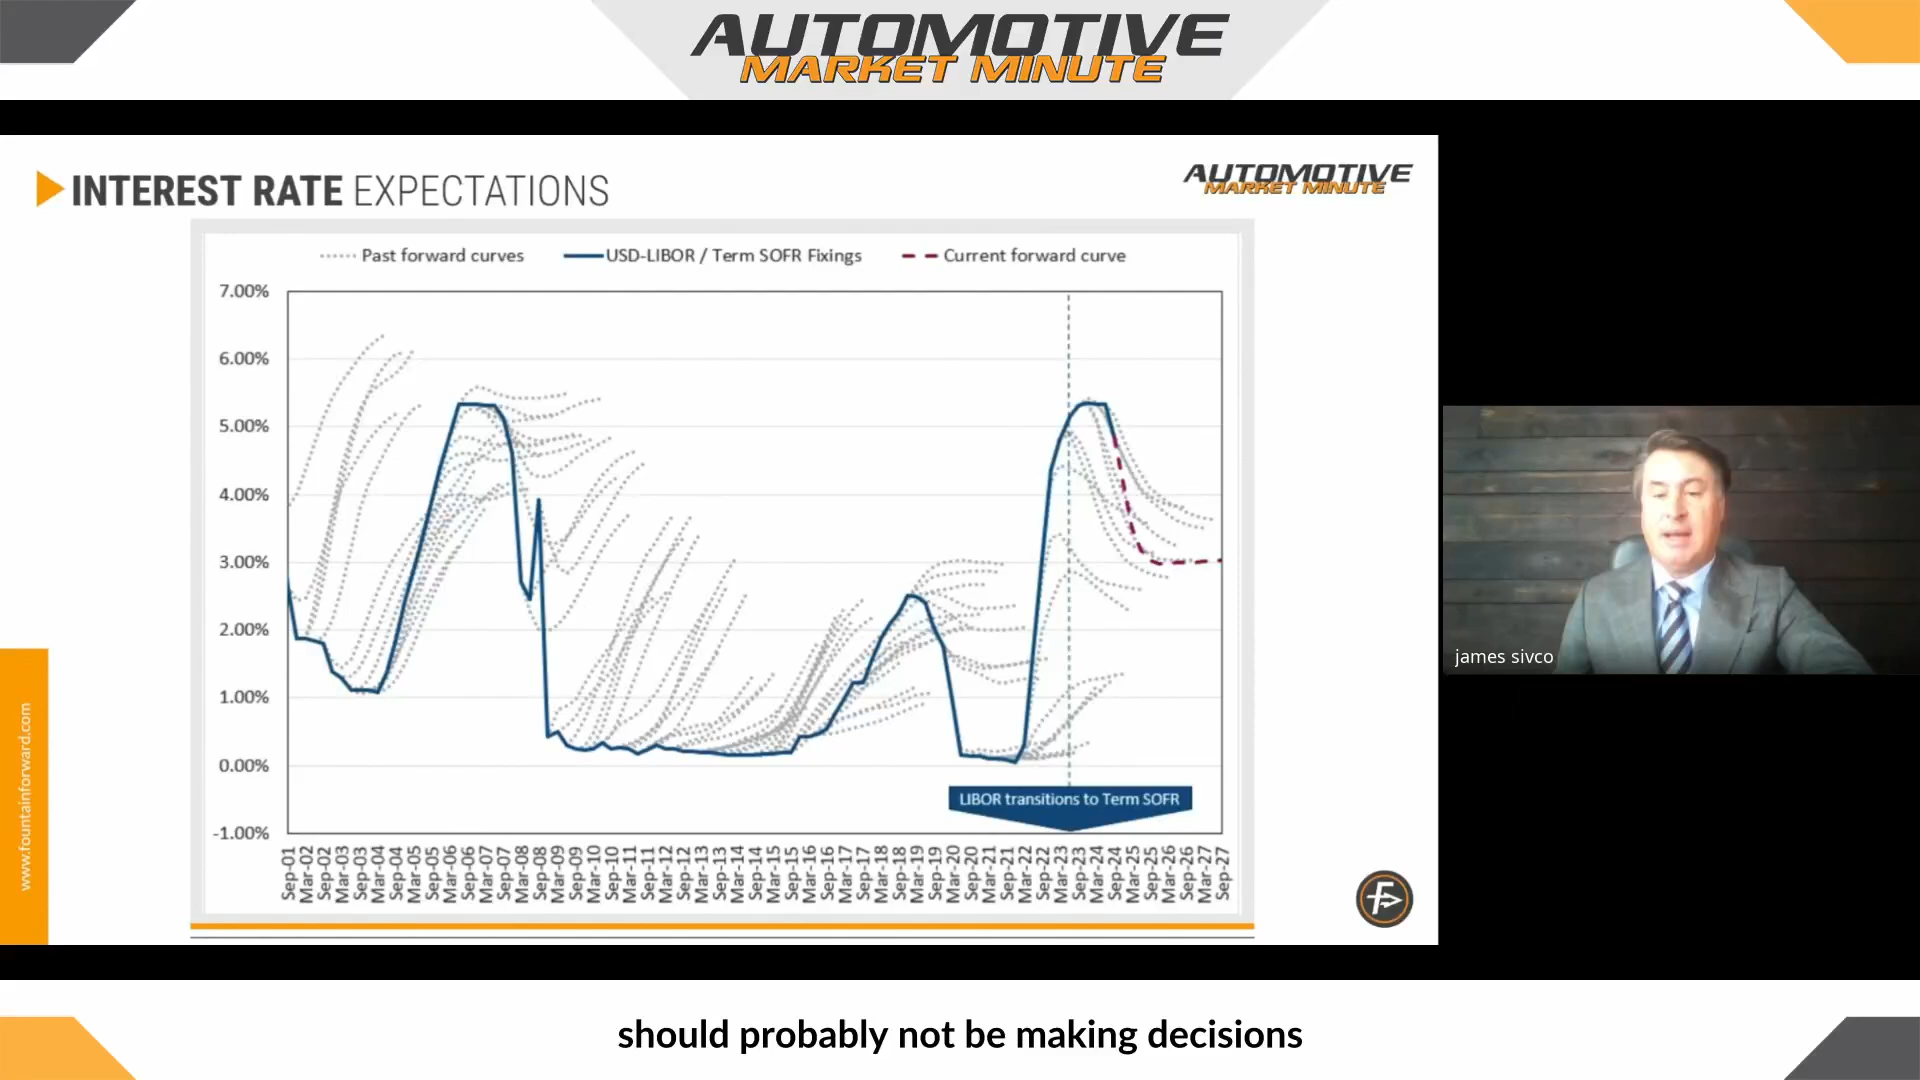 AUTOMOTIVE
MARKET MINUTE
INTEREST RATE EXPECTATIONS
AUTOMOTIVE
MARKET MINUTE
Past forward curves
USD-LIBOR / Term SOFR Fixings
Current forward curve
7.00%
6.00%
5.00%
4.00%
3.00%
2.00%
1.00%
0.00%
-1.00%
LIBOR transitions to Term SOFR
Sep-01
Mar-02
Sep-02
Mar-03
Sep-03
Mar-04
Sep-04
Mar-05
Sep-05
Mar-06
Sep-06
Mar-07
Sep-07
Mar-08
Sep-08
Mar-09
Sep-09
Mar-10
Sep-10
Mar-11
Sep-11
Mar-12
Sep-12
Mar-13
Sep-13
Mar-14
Sep-14
Mar-15
Sep-15
Mar-16
Sep-16
Mar-17
Sep-17
Mar-18
Sep-18
Mar-19
Sep-19
Mar-20
Sep-20
Mar-21
Sep-21
Mar-22
Sep-22
Mar-23
Sep-23
Mar-24
Sep-24
Mar-25
Sep-25
Mar-26
Sep-26
Mar-27
Sep-27
www.fountainforward.com
james sivco
should probably not be making decisions